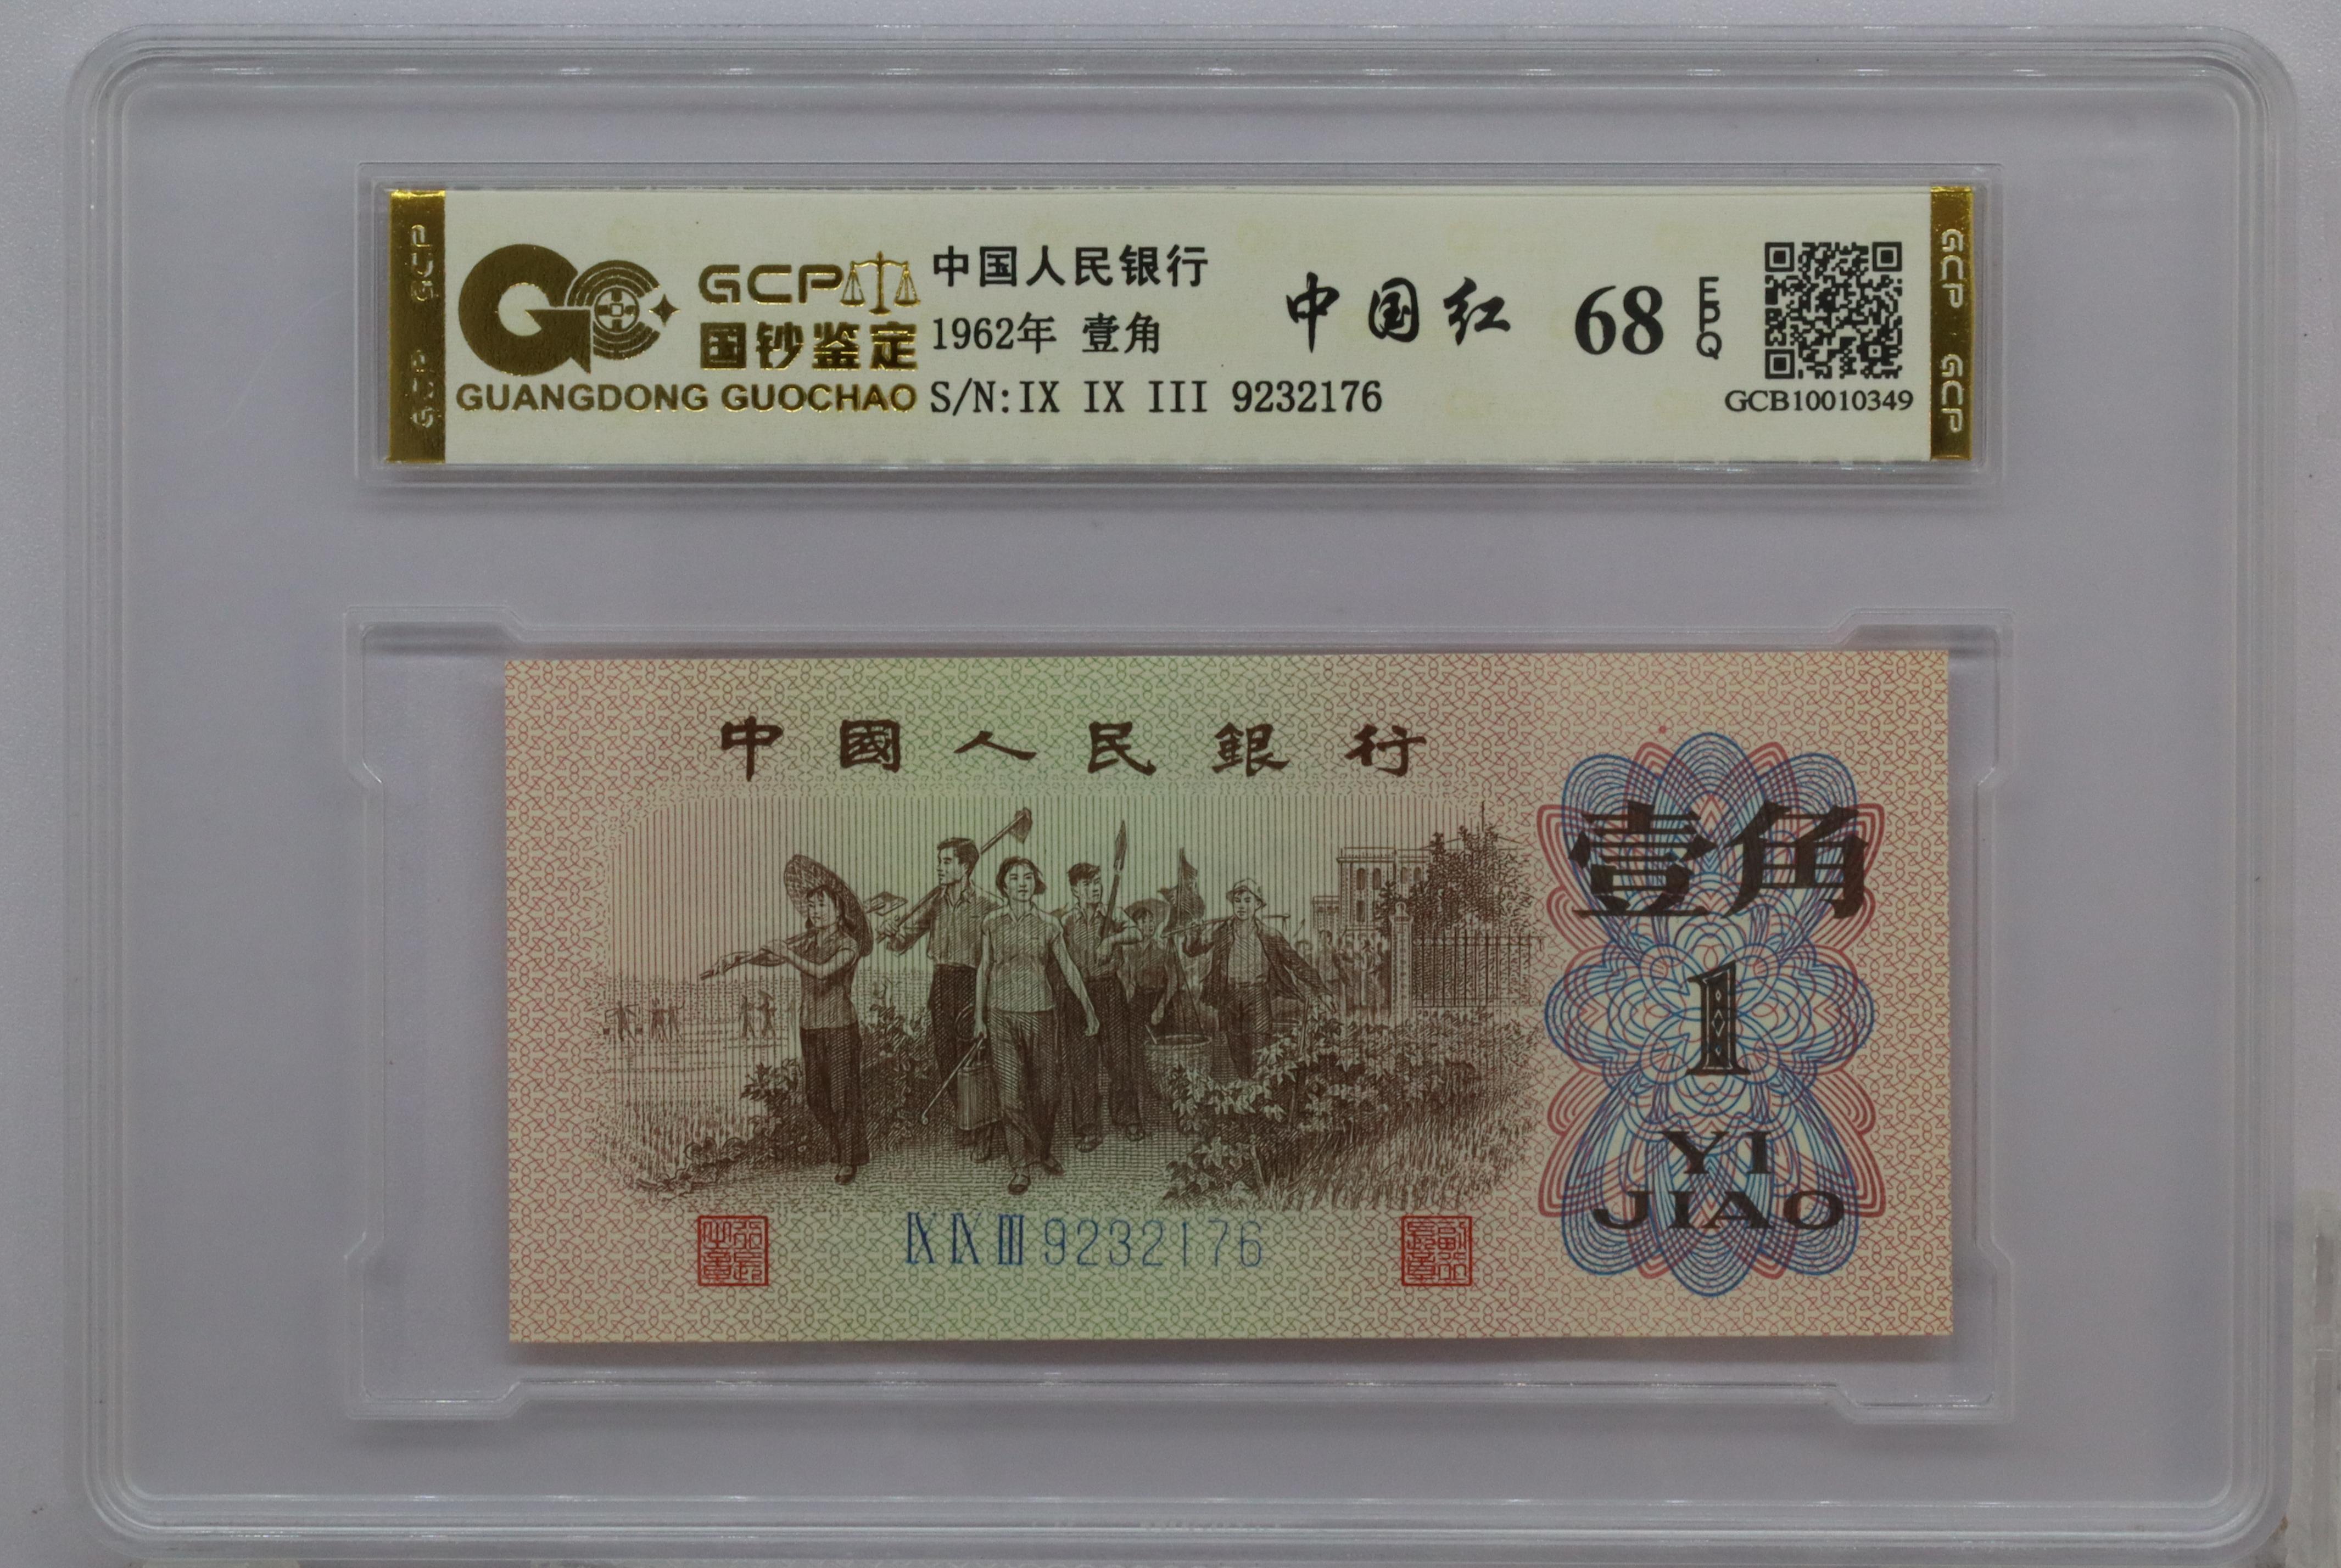 GCP
国钞鉴定
GUANGDONG GUOCHAO
中国人民银行
1962年 壹角
S/N:IX IX III 9232176
中国红
68
EPQ
GCB10010349
GCP GCP
GCP GCP
中國人民銀行
壹角
1
YI
JIAO
IX IX III 9232176